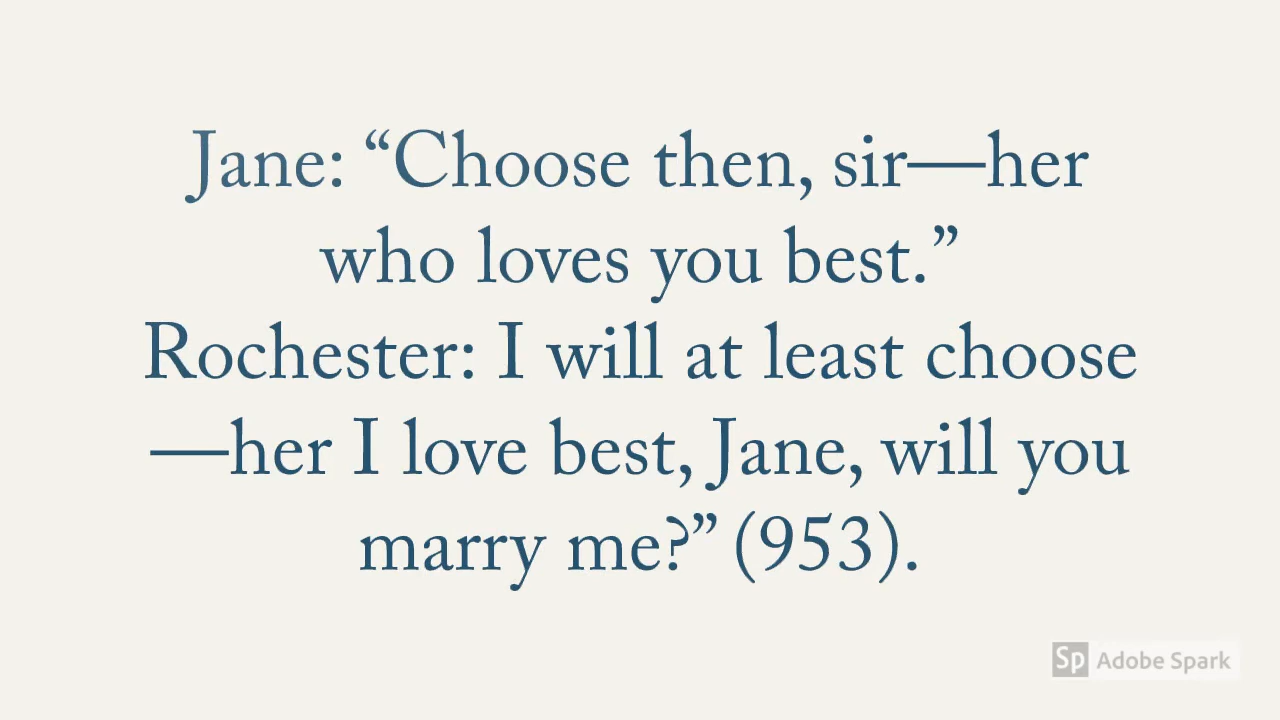 Jane: “Choose then, sir—her
who loves you best.”
Rochester: I will at least choose
—her I love best, Jane, will you
marry me?” (953).
Sp Adobe Spark